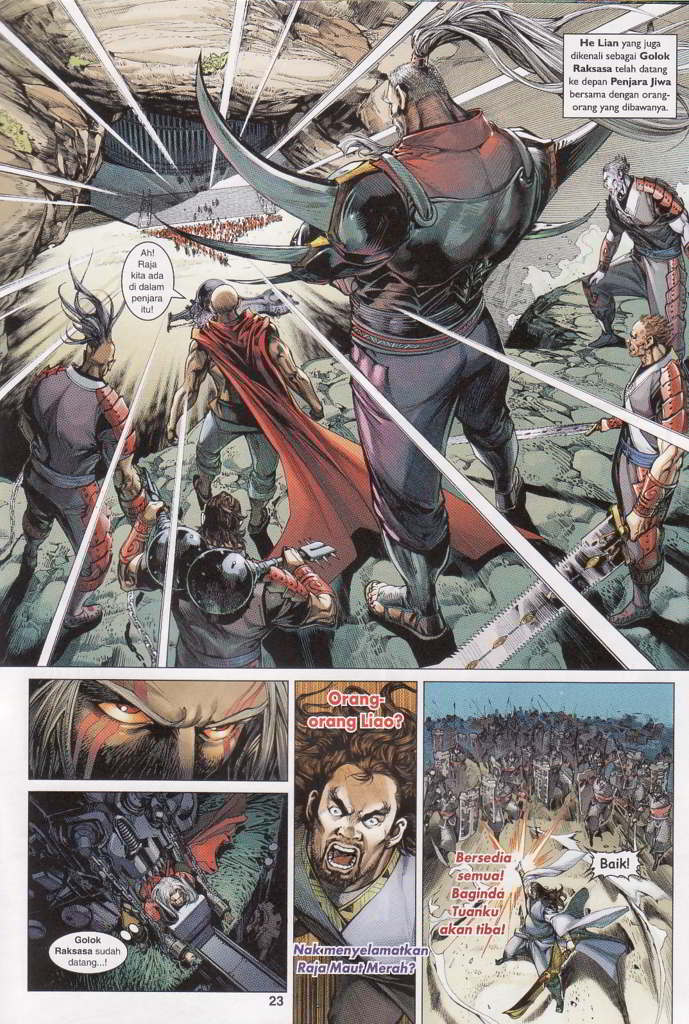 He Lian yang juga
dikenali sebagai Golok
Raksasa telah datang
ke depan Penjara Jiwa
bersama dengan orang-
orang yang dibawanya.
Ah!
Raja
kita ada
di dalam
penjara
itu!
Golok
Raksasa sudah
datang...!
Orang-
orang Liao?
Nak menyelamatkan
Raja Maut Merah?
Bersedia
semua!
Baginda
Tuanku
akan tiba!
Baik!
23